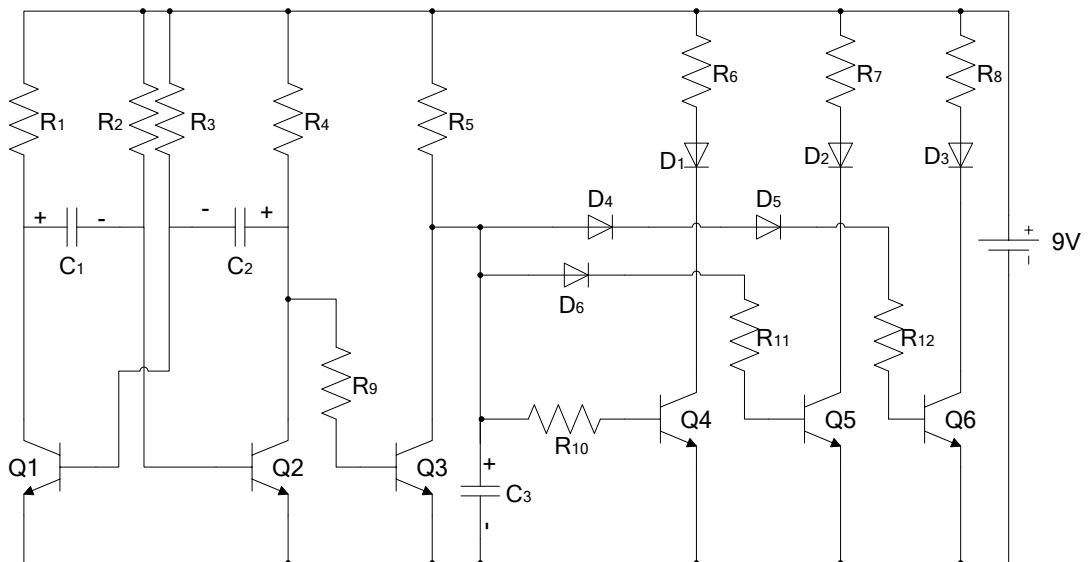 R1 R2 R3 R4 R5 R6 R7 R8
D1 D2 D3
+ - - +
C1 C2
D4 D5
+
9V
-
D6
R11 R12
R9
R10
Q1 Q2 Q3 Q4 Q5 Q6
+
C3
-